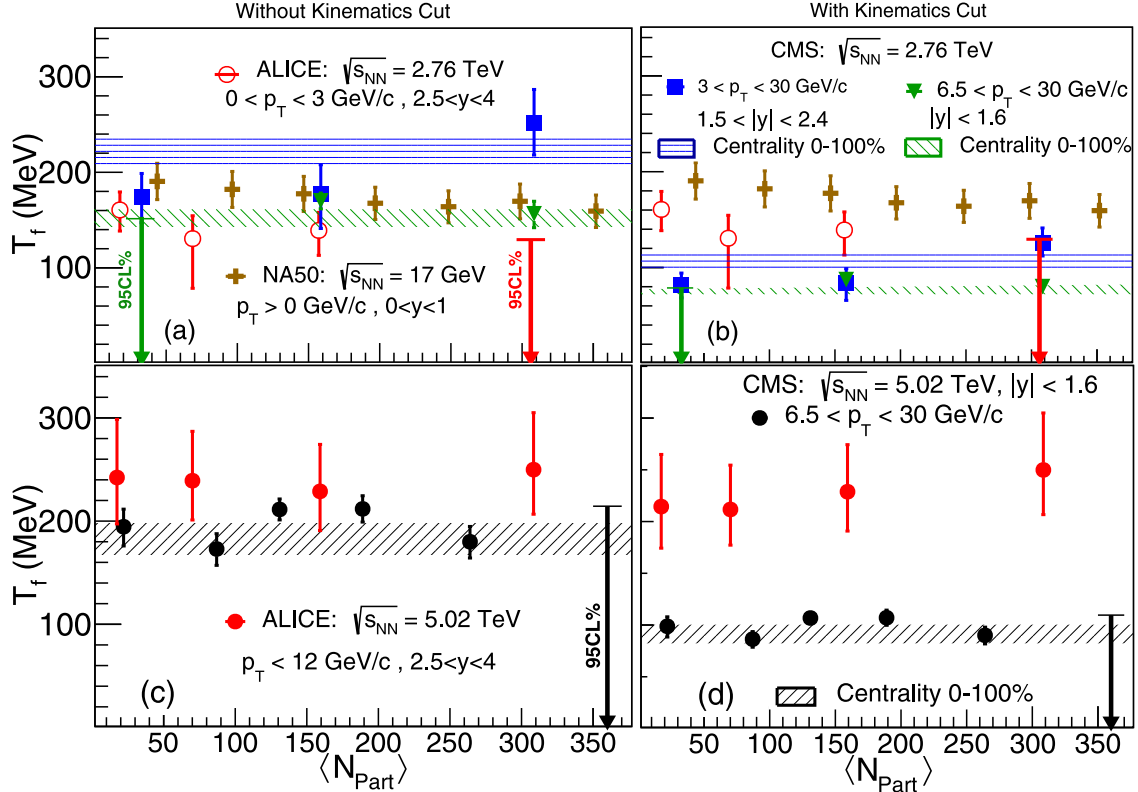 Without Kinematics Cut
With Kinematics Cut
300
200
100
T_f (MeV)
ALICE: √s_NN = 2.76 TeV
0 < p_T < 3 GeV/c , 2.5<y<4
95CL%
NA50: √s_NN = 17 GeV
p_T > 0 GeV/c, 0<y<1
95CL%
(a)
CMS: √s_NN = 2.76 TeV
3 < p_T < 30 GeV/c
6.5 < p_T < 30 GeV/c
1.5 < |y| < 2.4
|y| < 1.6
Centrality 0-100%
Centrality 0-100%
(b)
300
200
100
T_f (MeV)
ALICE: √s_NN = 5.02 TeV
p_T < 12 GeV/c , 2.5<y<4
95CL%
(c)
CMS: √s_NN = 5.02 TeV, |y| < 1.6
6.5 < p_T < 30 GeV/c
Centrality 0-100%
(d)
50 100 150 200 250 300 350
⟨N_Part⟩
50 100 150 200 250 300 350
⟨N_Part⟩